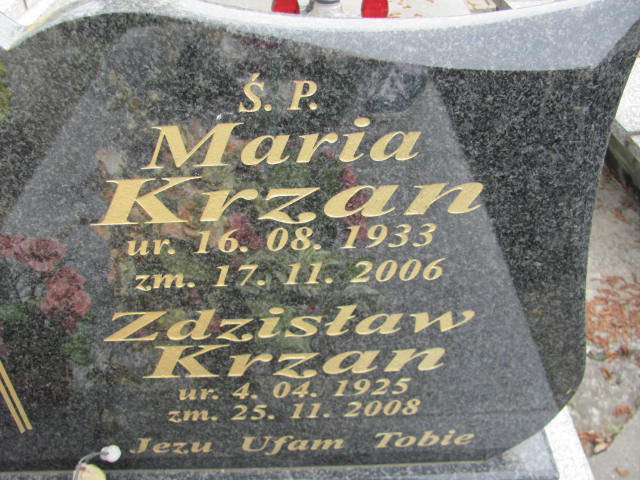 Ś. P.
Maria
Krzan
ur. 16. 08. 1933
zm. 17. 11. 2006
Zdzisław
Krzan
ur. 4. 04. 1925
zm. 25. 11. 2008
Jezu Ufam Tobie